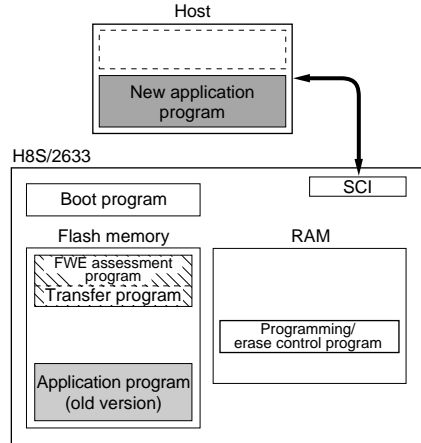 Host
New application
program
H8S/2633
SCI
Boot program
Flash memory
RAM
FWE assessment
program
Transfer program
Programming/
erase control program
Application program
(old version)